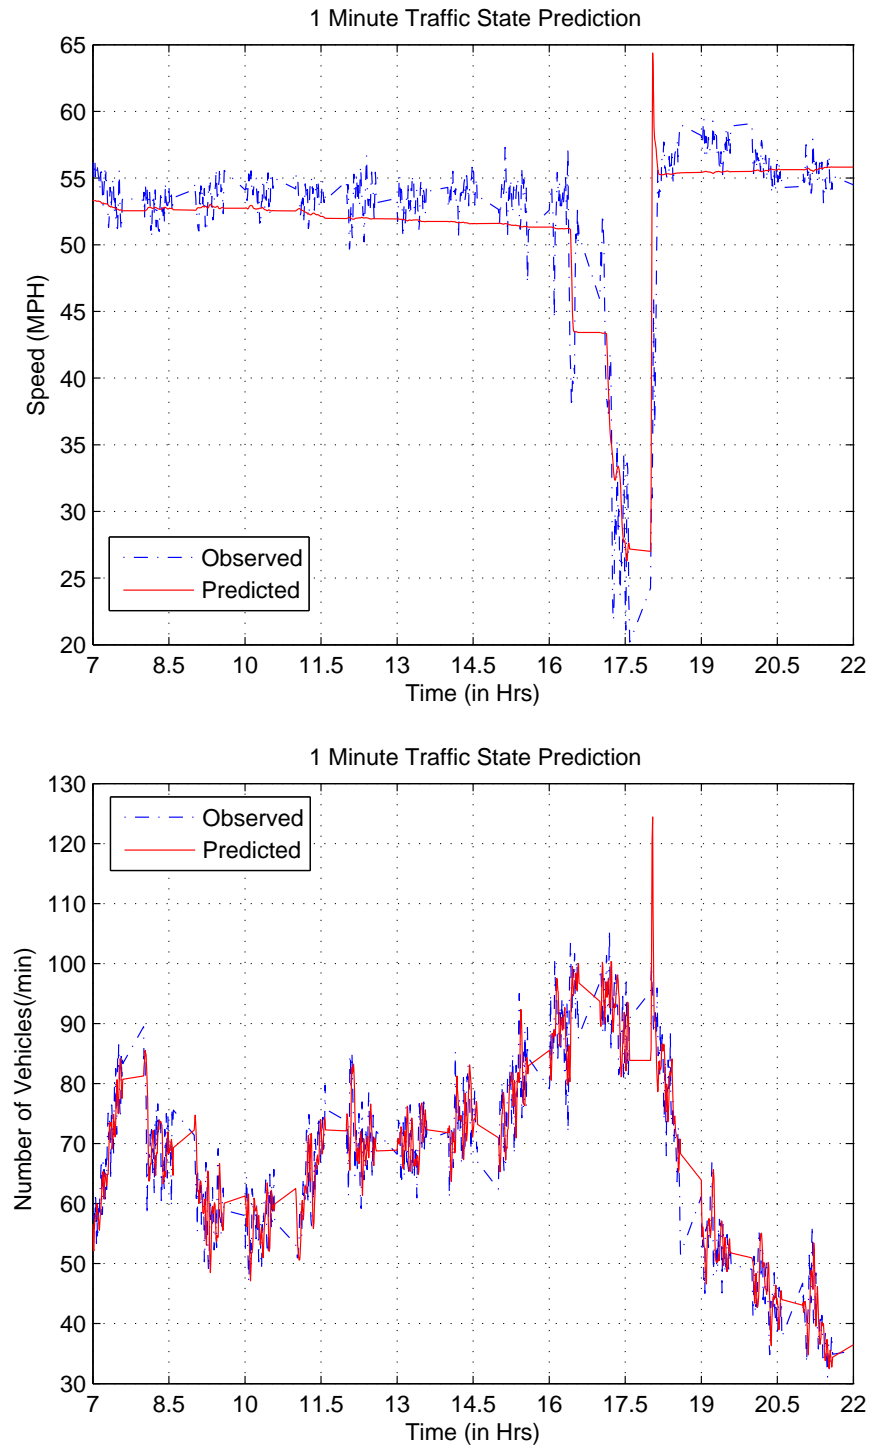 1 Minute Traffic State Prediction
65
60
55
50
45
40
35
30
25
20
Speed (MPH)
Observed
Predicted
7 8.5 10 11.5 13 14.5 16 17.5 19 20.5 22
Time (in Hrs)
1 Minute Traffic State Prediction
130
120
110
100
90
80
70
60
50
40
30
Number of Vehicles(/min)
Observed
Predicted
7 8.5 10 11.5 13 14.5 16 17.5 19 20.5 22
Time (in Hrs)